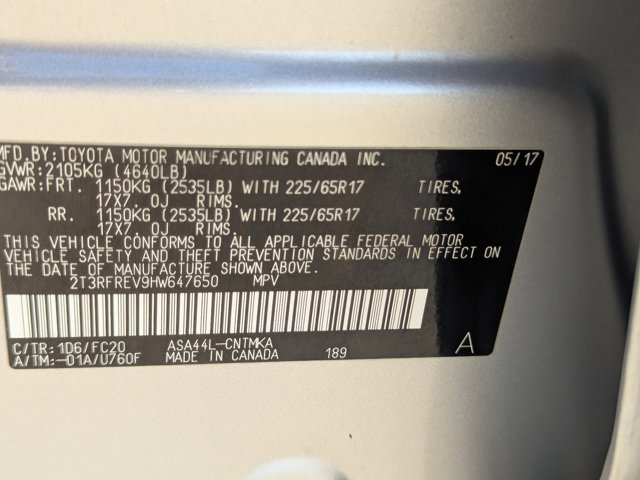 MFD.BY:TOYOTA MOTOR MANUFACTURING CANADA INC. 05/17
GVWR:2105KG (4640LB)
GAWR:FRT. 1150KG (2535LB) WITH 225/65R17 TIRES,
17X7.0J RIMS.
RR. 1150KG (2535LB) WITH 225/65R17 TIRES,
17X7.0J RIMS.
THIS VEHICLE CONFORMS TO ALL APPLICABLE FEDERAL MOTOR
VEHICLE SAFETY AND THEFT PREVENTION STANDARDS IN EFFECT ON
THE DATE OF MANUFACTURE SHOWN ABOVE.
2T3RFREV9HW647650 MPV
C/TR:1D6/FC20 ASA44L-CNTMKA
A/TM:-01A/U760F MADE IN CANADA 189 A